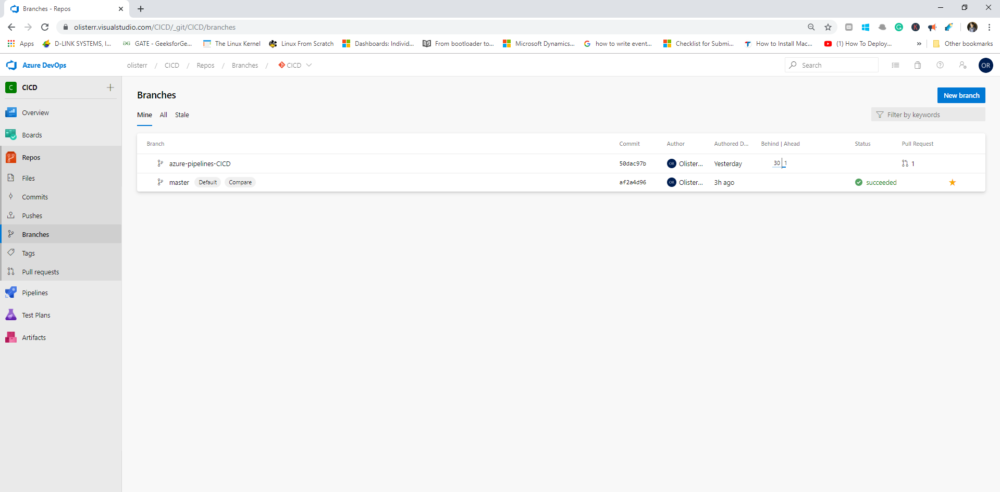 Branches - Repos
olisterr.visualstudio.com/CICD/_git/CICD/branches
Apps D-LINK SYSTEMS, I... GATE - GeeksforGe... The Linux Kernel Linux From Scratch Dashboards: Individ... From bootloader to... Microsoft Dynamics... how to write event... Checklist for Submi... How to Install Mac... (1) How To Deploy... » Other bookmarks
Azure DevOps olisterr / CICD / Repos / Branches / CICD Search OR
C CICD
Overview
Boards
Repos
Files
Commits
Pushes
Branches
Tags
Pull requests
Pipelines
Test Plans
Artifacts
Branches New branch
Mine All Stale Filter by keywords
Branch Commit Author Authored D... Behind | Ahead Status Pull Request
azure-pipelines-CICD 50dac97b OR Olister... Yesterday 30 1 1
master Default Compare af2a4d96 OR Olister... 3h ago succeeded